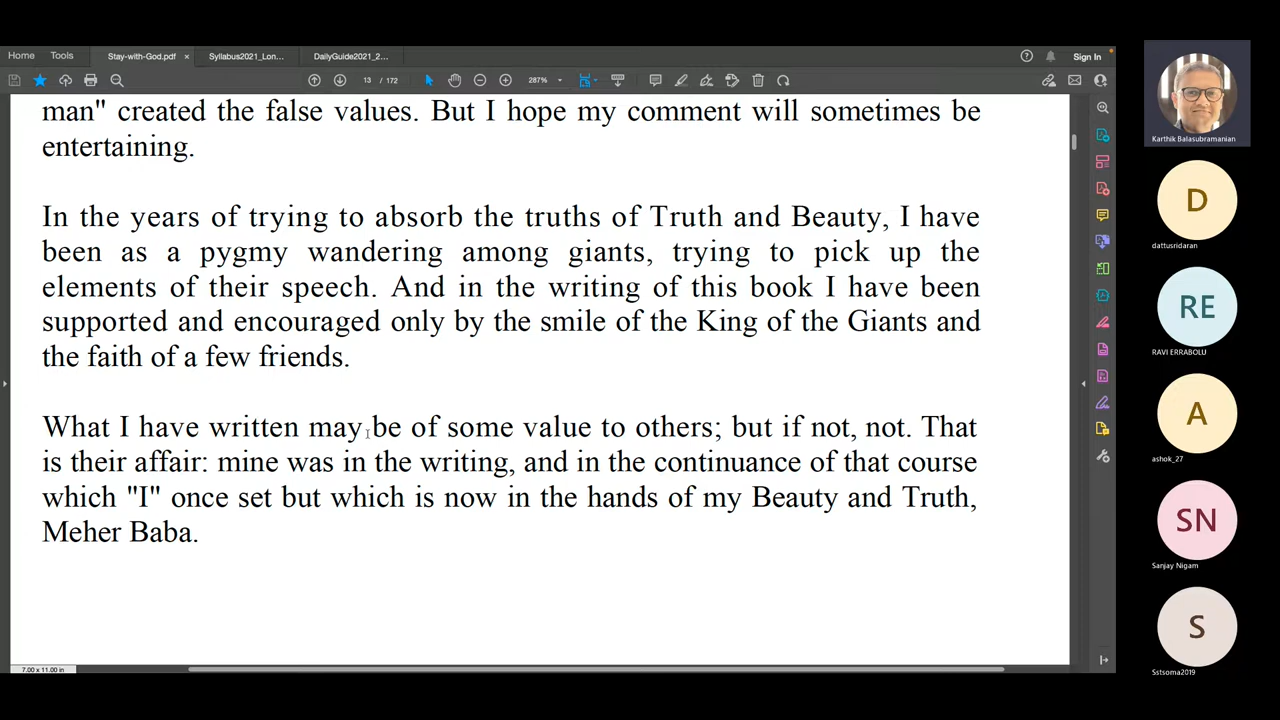 Home Tools Stay-with-God.pdf × Syllabus2021_Lon... DailyGuide2021_2... Sign In
13 / 172 287%
man" created the false values. But I hope my comment will sometimes be
entertaining.
In the years of trying to absorb the truths of Truth and Beauty, I have
been as a pygmy wandering among giants, trying to pick up the
elements of their speech. And in the writing of this book I have been
supported and encouraged only by the smile of the King of the Giants and
the faith of a few friends.
What I have written may be of some value to others; but if not, not. That
is their affair: mine was in the writing, and in the continuance of that course
which "I" once set but which is now in the hands of my Beauty and Truth,
Meher Baba.
7.00 x 11.00 in
Karthik Balasubramanian
D
dattusridaran
RE
RAVI ERRABOLU
A
ashok_27
SN
Sanjay Nigam
S
Sstsoma2019